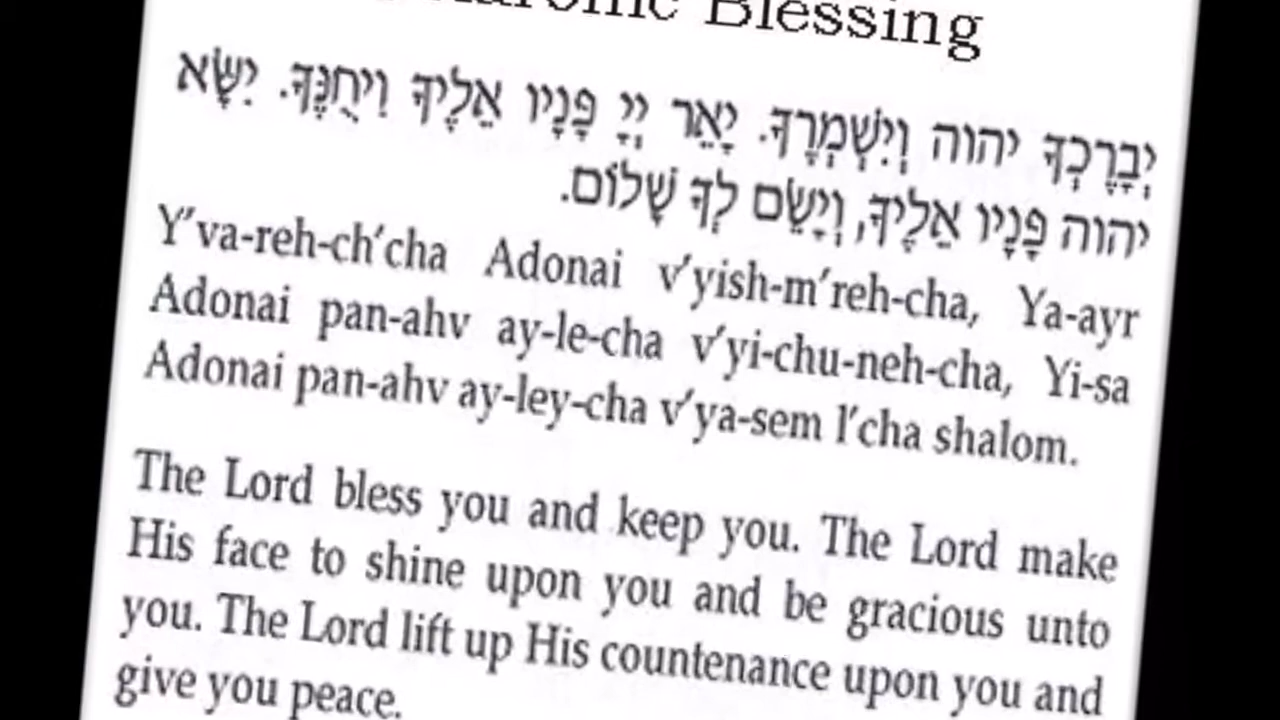 Blessing
יְבָרֶכְךָ יהוה וְיִשְׁמְרֶךָ. יָאֵר יְיָ פָּנָיו אֵלֶיךָ וִיחֻנֶּךָּ. יִשָּׂא
יהוה פָּנָיו אֵלֶיךָ, וְיָשֵׂם לְךָ שָׁלוֹם.
Y’va-reh-ch’cha Adonai v’yish-m’reh-cha, Ya-ayr
Adonai pan-ahv ay-le-cha v’yi-chu-neh-cha, Yi-sa
Adonai pan-ahv ay-ley-cha v’ya-sem l’cha shalom.
The Lord bless you and keep you. The Lord make
His face to shine upon you and be gracious unto
you. The Lord lift up His countenance upon you and
give you peace.